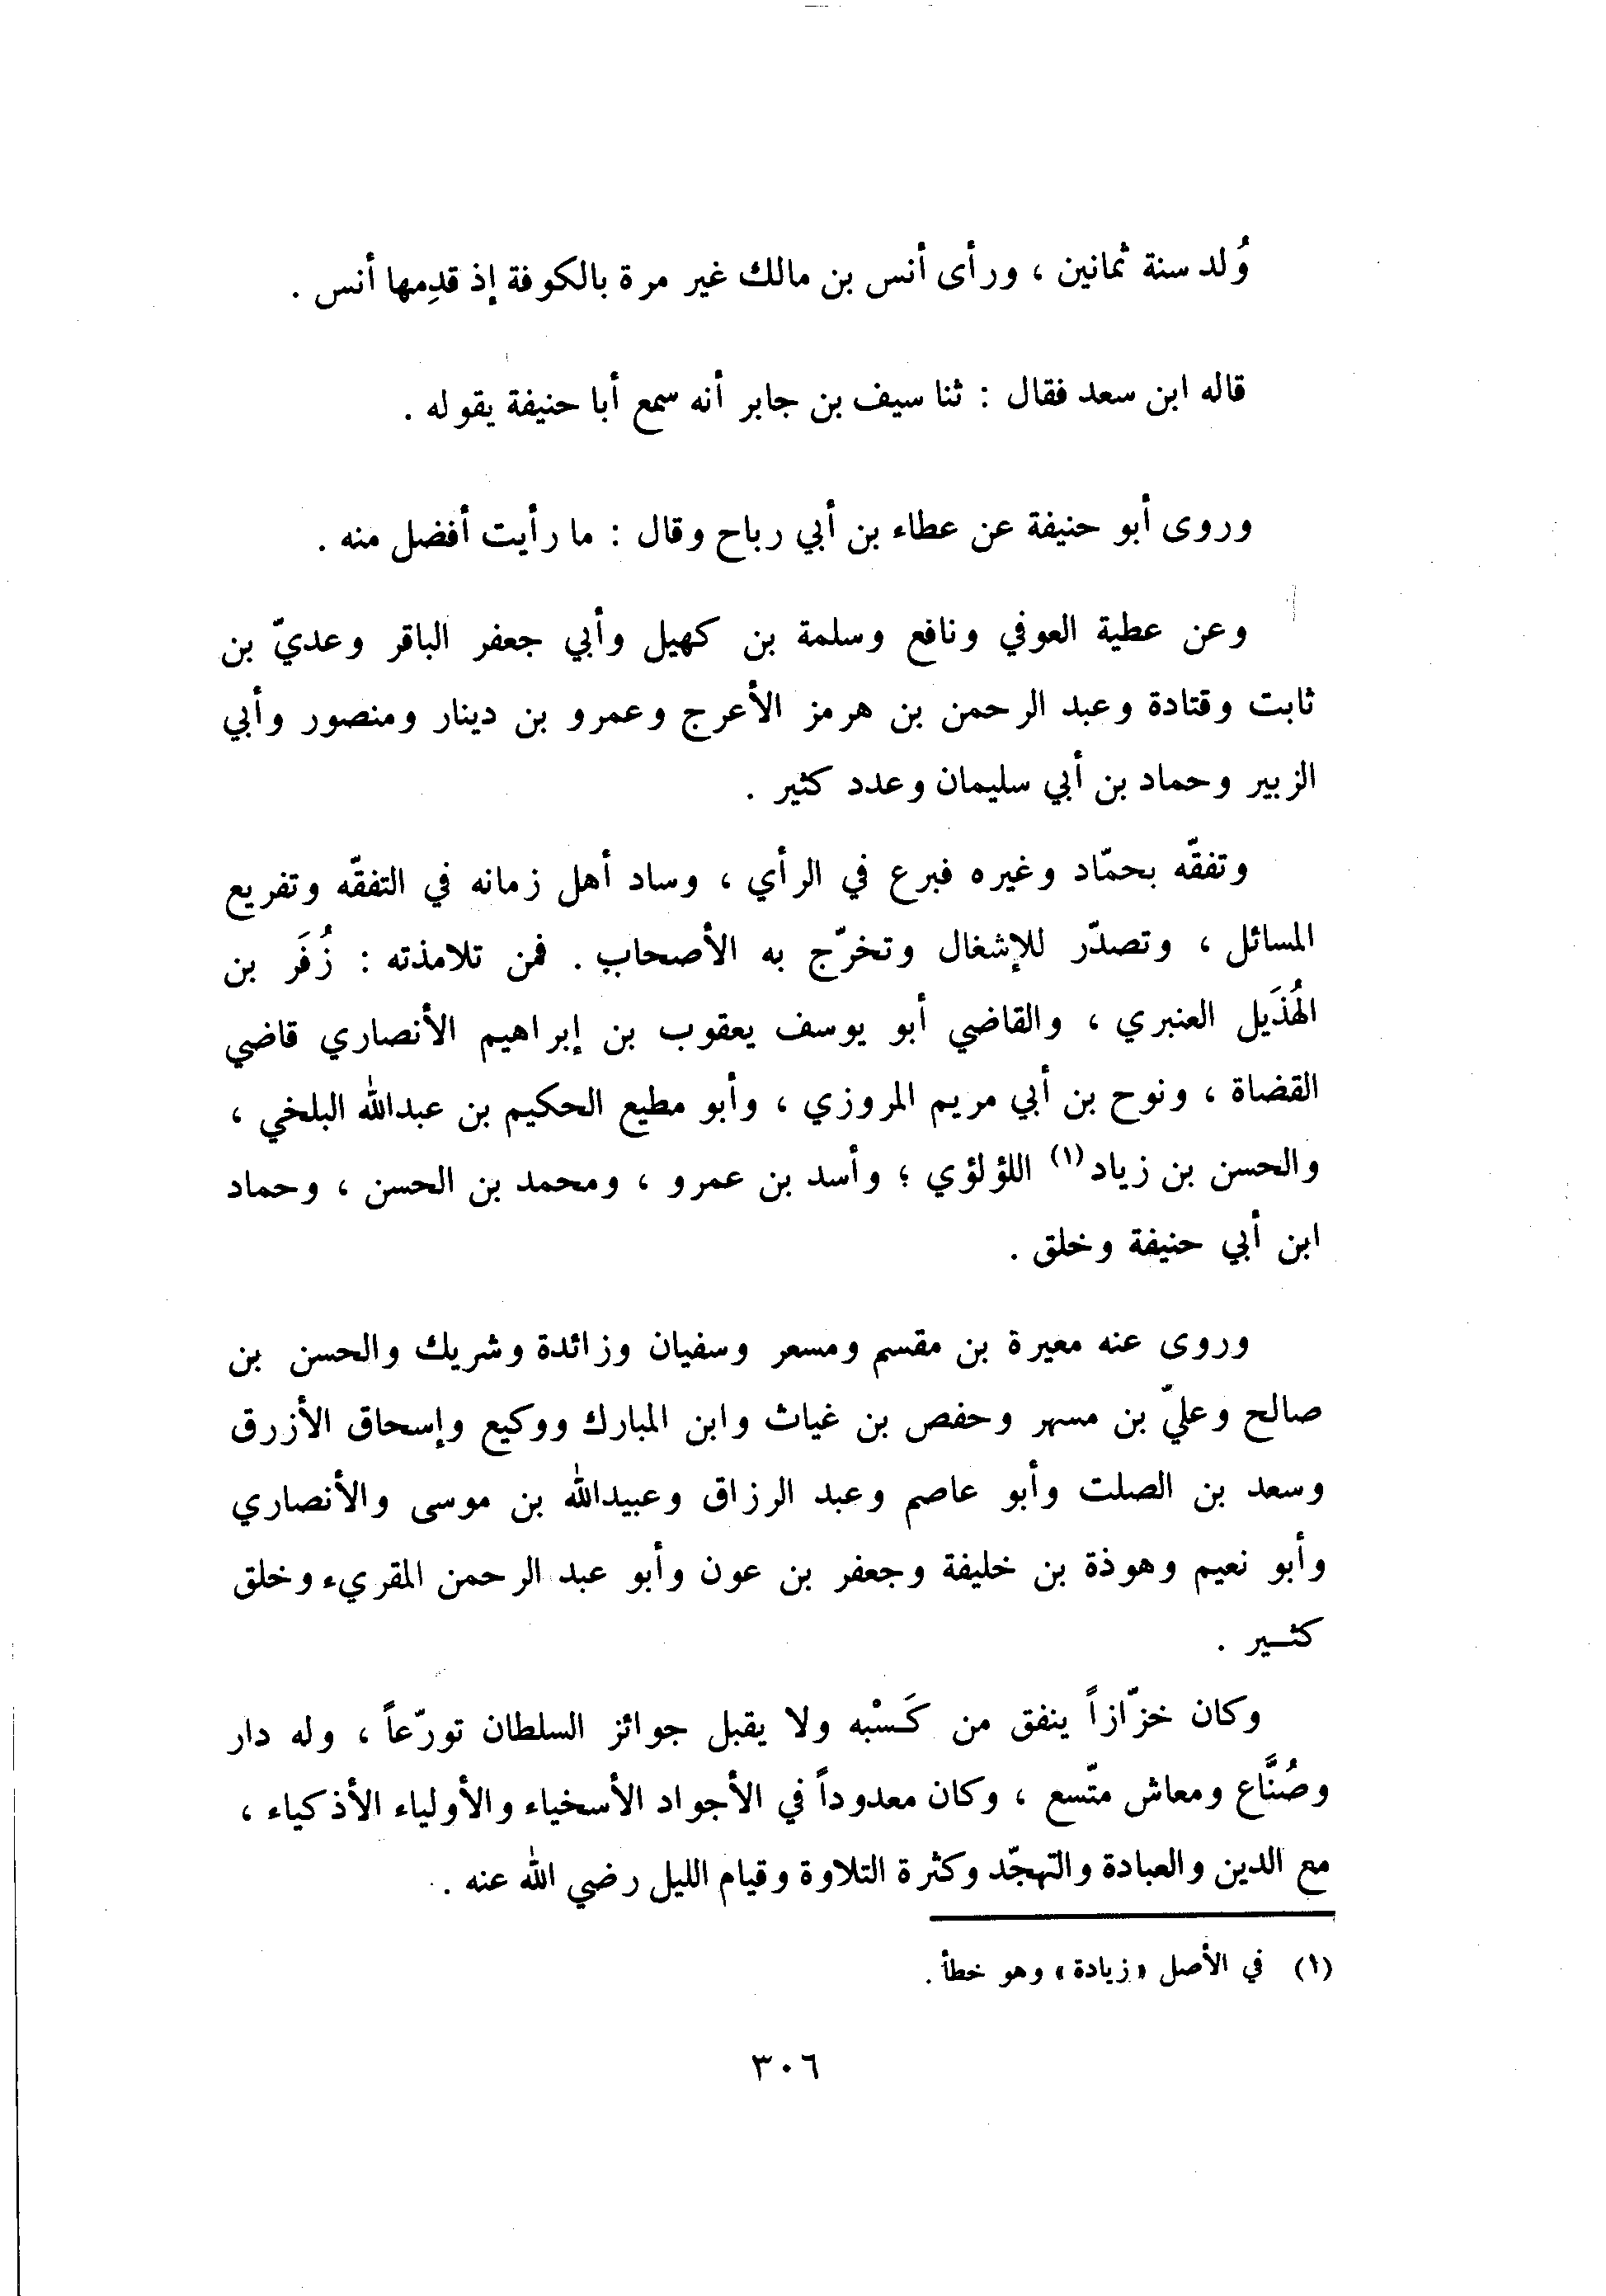 وُلد سنة ثمانين ، ورأى أنس بن مالك غير مرة بالكوفة إذ قدِمها أنس .
قاله ابن سعد فقال : ثنا سيف بن جابر أنه سمع أبا حنيفة يقوله .
وروى أبو حنيفة عن عطاء بن أبي رباح وقال : ما رأيت أفضل منه .
وعن عطية العوفي ونافع وسلمة بن كهيل وأبي جعفر الباقر وعديّ بن
ثابت وقتادة وعبد الرحمن بن هرمز الأعرج وعمرو بن دينار ومنصور وأبي
الزبير وحماد بن أبي سليمان وعدد كثير .
وتفقّه بحمّاد وغيره فبرع في الرأي ، وساد أهل زمانه في التفقّه وتفريع
المسائل ، وتصدّر للإشغال وتخرّج به الأصحاب . فمن تلامذته : زُفَر بن
الهُذَيل العنبري ، والقاضي أبو يوسف يعقوب بن إبراهيم الأنصاري قاضي
القضاة ، ونوح بن أبي مريم المروزي ، وأبو مطيع الحكيم بن عبدالله البلخي ،
والحسن بن زياد(١) اللؤلؤي ؛ وأسد بن عمرو ، ومحمد بن الحسن ، وحماد
ابن أبي حنيفة وخلق .
وروى عنه مغيرة بن مقسم ومسعر وسفيان وزائدة وشريك والحسن بن
صالح وعليّ بن مسهر وحفص بن غياث وابن المبارك ووكيع وإسحاق الأزرق
وسعد بن الصلت وأبو عاصم وعبد الرزاق وعبيدالله بن موسى والأنصاري
وأبو نعيم وهوذة بن خليفة وجعفر بن عون وأبو عبد الرحمن المقريء وخلق
كثـير .
وكان خزّازاً ينفق من كَسْبه ولا يقبل جوائز السلطان تورّعاً ، وله دار
وصُنَّاع ومعاش متّسع ، وكان معدوداً في الأجواد الأسخياء والأولياء الأذكياء ،
مع الدين والعبادة والتهجّد وكثرة التلاوة وقيام الليل رضي الله عنه .
(١) في الأصل «زيادة» وهو خطأ .
٣٠٦